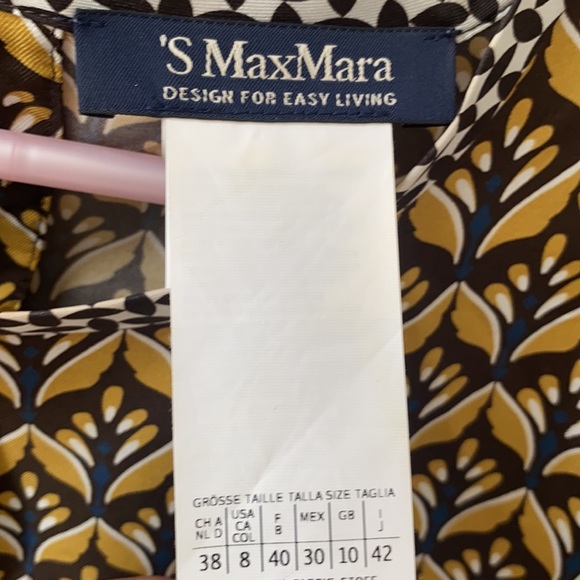 'S MaxMara
DESIGN FOR EASY LIVING
GRÖSSE TAILLE TALLA SIZE TAGLIA
CH A USA F MEX GB I
NL D CA B J
COL
38 8 40 30 10 42